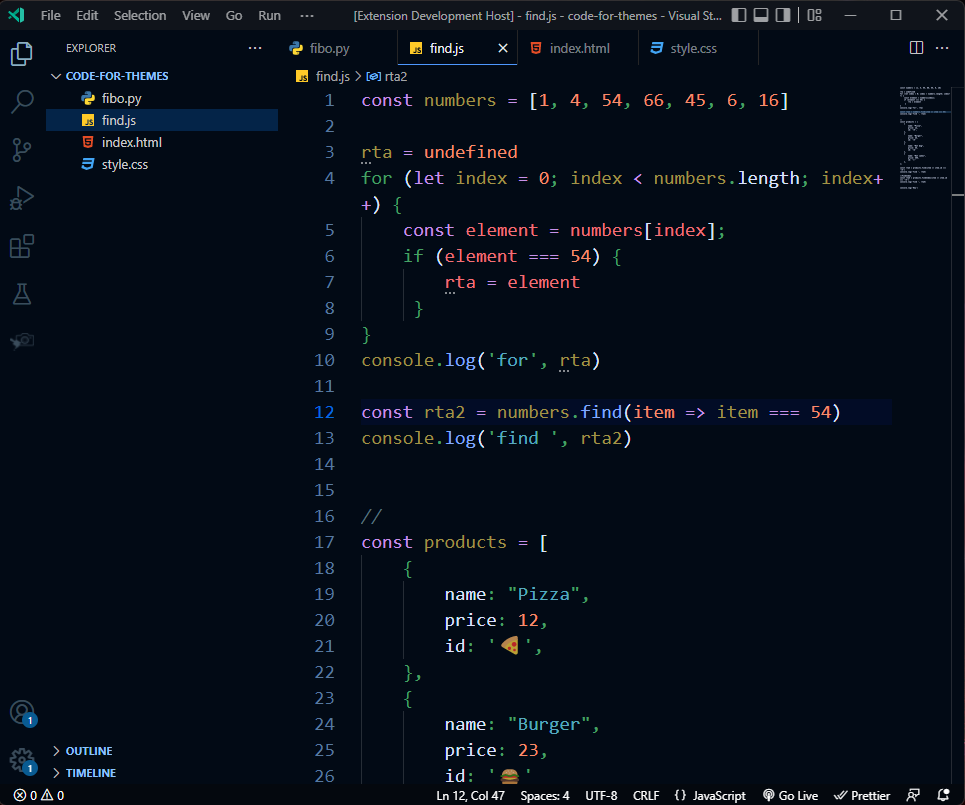 File Edit Selection View Go Run ··· [Extension Development Host] - find.js - code-for-themes - Visual St...
EXPLORER ···
CODE-FOR-THEMES
fibo.py
find.js
index.html
style.css
fibo.py find.js index.html style.css ···
find.js > rta2
1 const numbers = [1, 4, 54, 66, 45, 6, 16]
2
3 rta = undefined
4 for (let index = 0; index < numbers.length; index+
+) {
5 const element = numbers[index];
6 if (element === 54) {
7 rta = element
8 }
9 }
10 console.log('for', rta)
11
12 const rta2 = numbers.find(item => item === 54)
13 console.log('find ', rta2)
14
15
16 //
17 const products = [
18 {
19 name: "Pizza",
20 price: 12,
21 id: '🍕',
22 },
23 {
24 name: "Burger",
25 price: 23,
26 id: '🍔'
1
1
OUTLINE
TIMELINE
0 0 Ln 12, Col 47 Spaces: 4 UTF-8 CRLF {} JavaScript Go Live Prettier